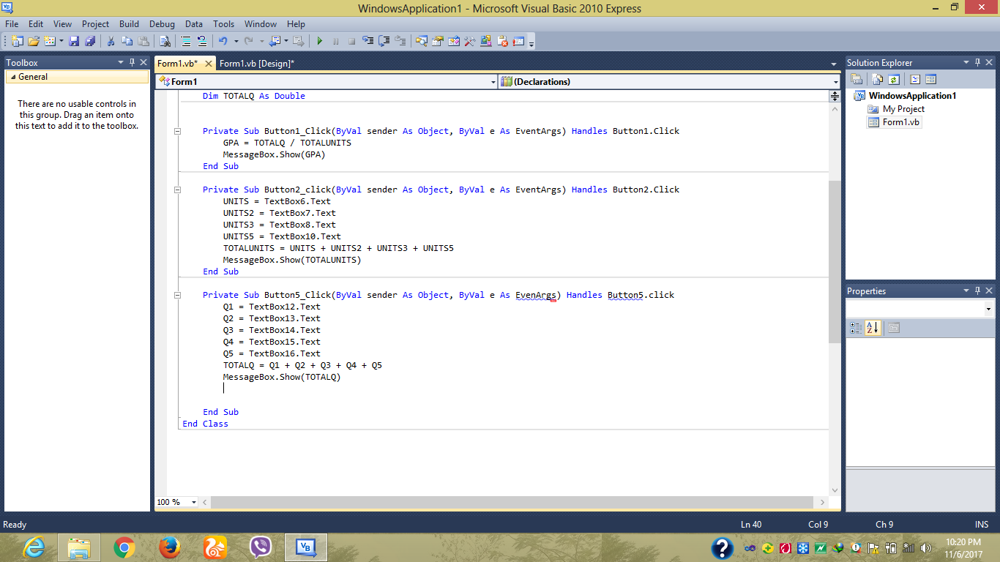 WindowsApplication1 - Microsoft Visual Basic 2010 Express
File Edit View Project Build Debug Data Tools Window Help
Toolbox
General
There are no usable controls in
this group. Drag an item onto
this text to add it to the toolbox.
Form1.vb* Form1.vb [Design]*
Form1 (Declarations)
Dim TOTALQ As Double
Private Sub Button1_Click(ByVal sender As Object, ByVal e As EventArgs) Handles Button1.Click
GPA = TOTALQ / TOTALUNITS
MessageBox.Show(GPA)
End Sub
Private Sub Button2_click(ByVal sender As Object, ByVal e As EventArgs) Handles Button2.Click
UNITS = TextBox6.Text
UNITS2 = TextBox7.Text
UNITS3 = TextBox8.Text
UNITS5 = TextBox10.Text
TOTALUNITS = UNITS + UNITS2 + UNITS3 + UNITS5
MessageBox.Show(TOTALUNITS)
End Sub
Private Sub Button5_Click(ByVal sender As Object, ByVal e As EvenArgs) Handles Button5.click
Q1 = TextBox12.Text
Q2 = TextBox13.Text
Q3 = TextBox14.Text
Q4 = TextBox15.Text
Q5 = TextBox16.Text
TOTALQ = Q1 + Q2 + Q3 + Q4 + Q5
MessageBox.Show(TOTALQ)
End Sub
End Class
100 %
Solution Explorer
WindowsApplication1
My Project
Form1.vb
Properties
Ready Ln 40 Col 9 Ch 9 INS
10:20 PM
11/6/2017